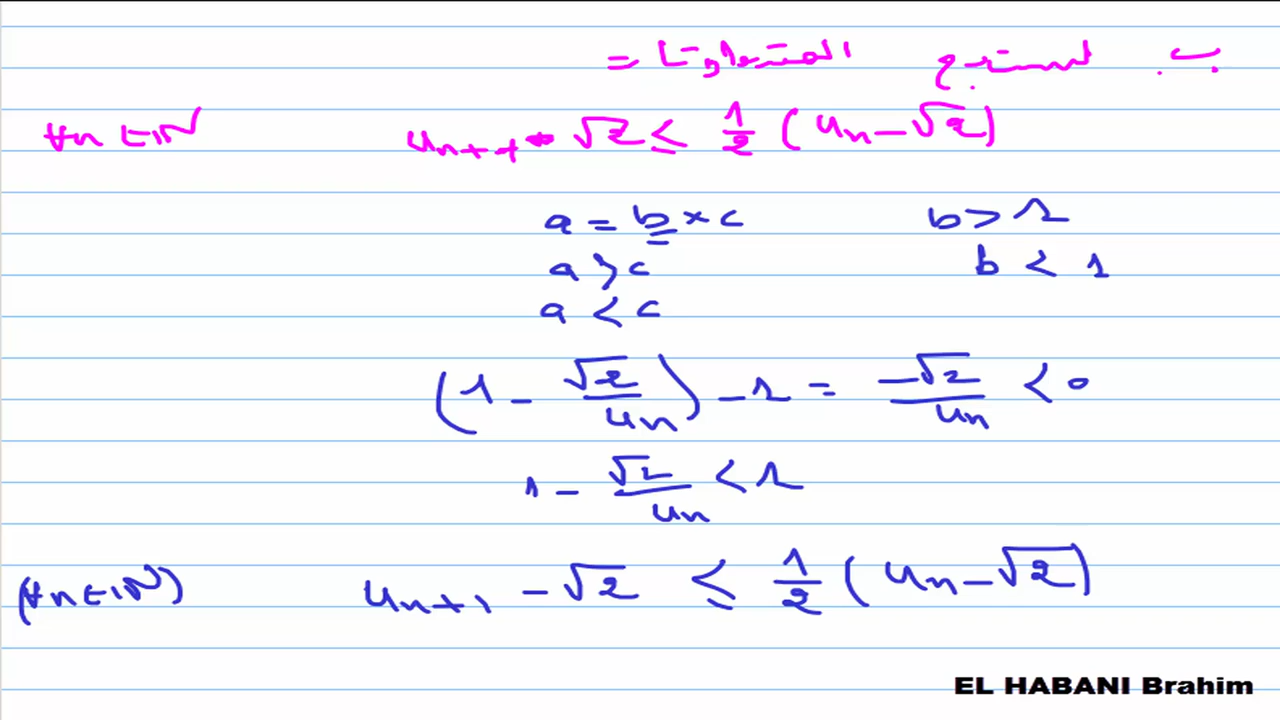 ب. لنستنتج المتفاوتة =
∀n ∈ ℕ u_{n+1} - √2 ≤ 1/2 (u_n - √2)
a = b × c b > 1
a > c b < 1
a < c
(1 - √2/u_n) - 1 = -√2/u_n < 0
1 - √2/u_n < 1
(∀n ∈ ℕ) u_{n+1} - √2 ≤ 1/2 (u_n - √2)
EL HABANI Brahim